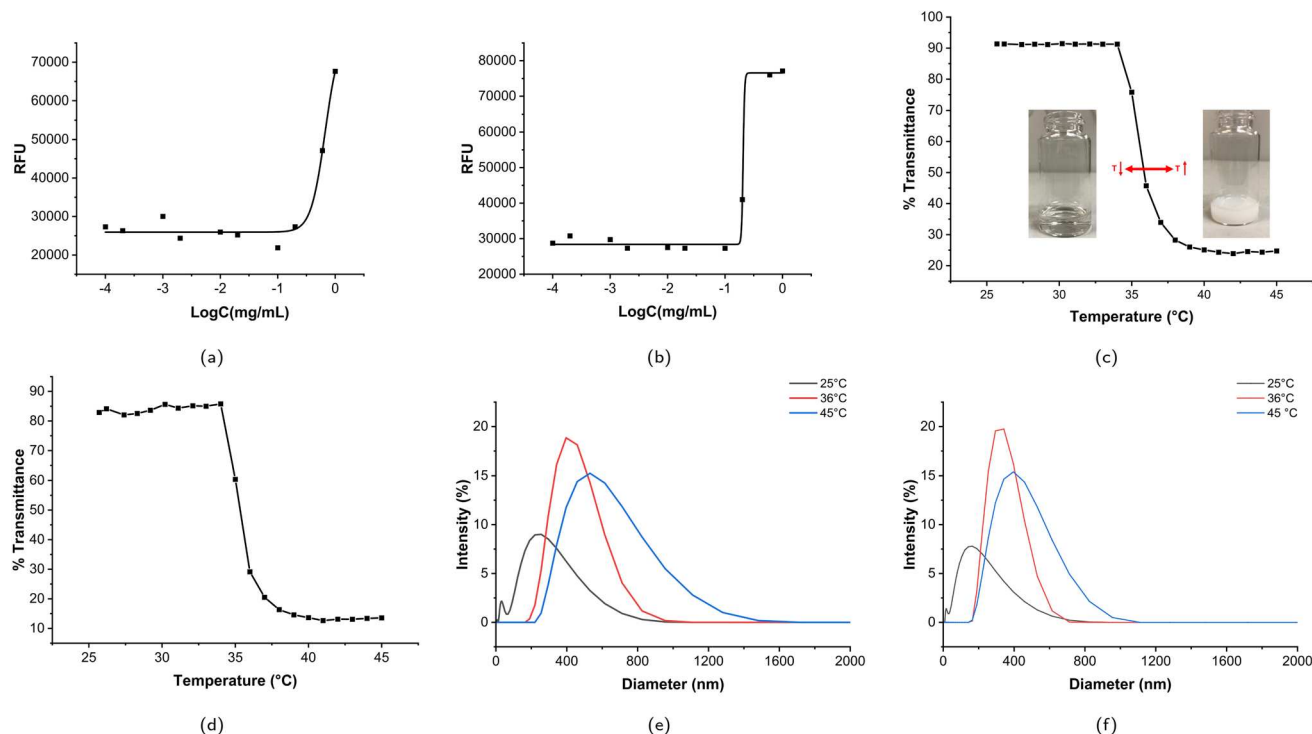 70000
60000
50000
40000
30000
20000
RFU
-4
-3
-2
-1
0
LogC(mg/mL)
(a)
80000
70000
60000
50000
40000
30000
20000
RFU
-4
-3
-2
-1
0
LogC(mg/mL)
(b)
100
90
80
70
60
50
40
30
20
% Transmittance
T↓
T↑
25
30
35
40
45
Temperature (°C)
(c)
90
80
70
60
50
40
30
20
10
% Transmittance
25
30
35
40
45
Temperature (°C)
(d)
25°C
36°C
45°C
20
15
10
5
0
Intensity (%)
0
400
800
1200
1600
2000
Diameter (nm)
(e)
25°C
36°C
45 °C
20
15
10
5
0
Intensity (%)
0
400
800
1200
1600
2000
Diameter (nm)
(f)